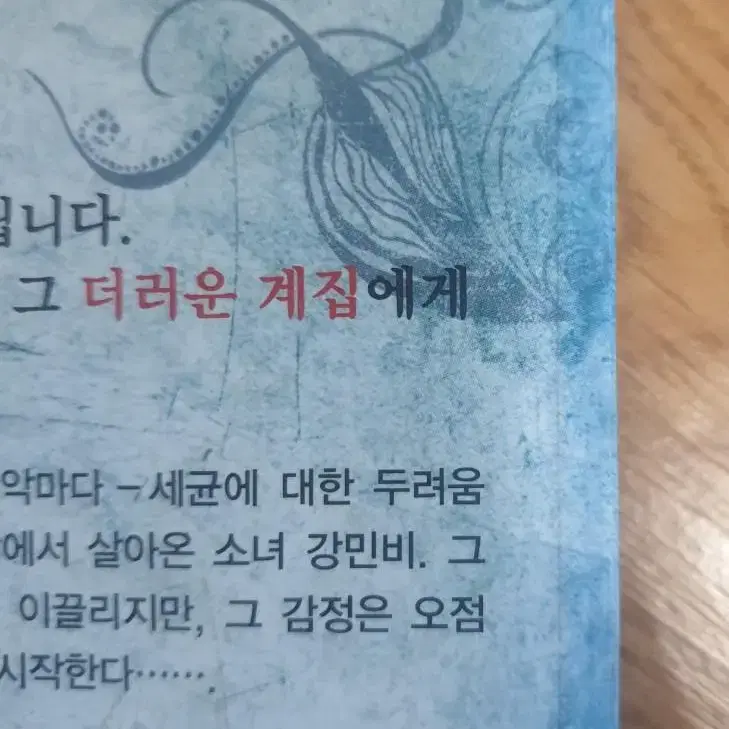 니다.
그 더러운 계집에게
악마다 - 세균에 대한 두려움
에서 살아온 소녀 강민비. 그
이끌리지만, 그 감정은 오점
시작한다……